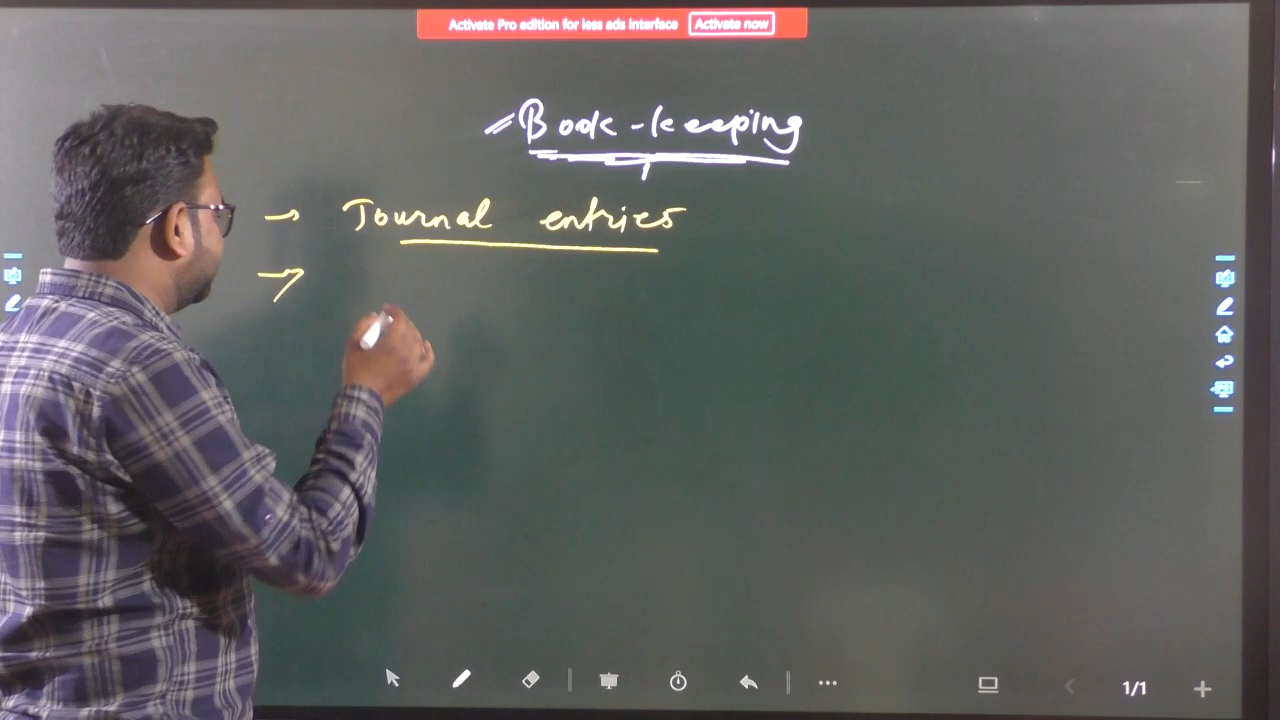 Activate Pro edition for less ads interface Activate now
Book-keeping
→ Journal entries
→
1/1